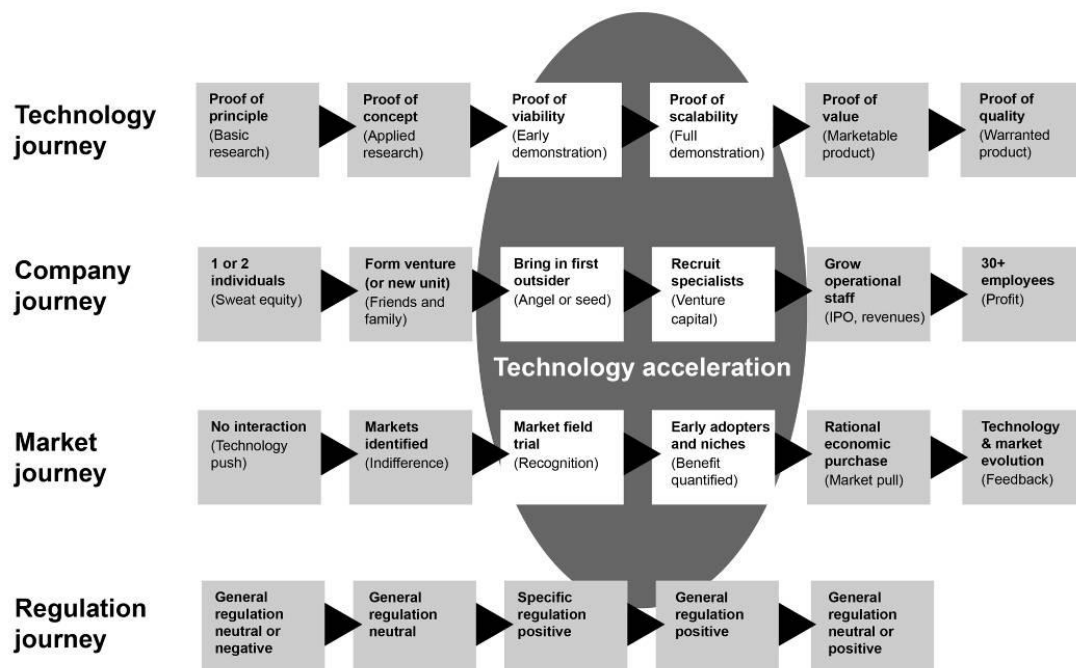 Technology
journey
Proof of
principle
(Basic
research)
Proof of
concept
(Applied
research)
Proof of
viability
(Early
demonstration)
Proof of
scalability
(Full
demonstration)
Proof of
value
(Marketable
product)
Proof of
quality
(Warranted
product)
Company
journey
1 or 2
individuals
(Sweat equity)
Form venture
(or new unit)
(Friends and
family)
Bring in first
outsider
(Angel or seed)
Recruit
specialists
(Venture
capital)
Grow
operational
staff
(IPO, revenues)
30+
employees
(Profit)
Technology acceleration
Market
journey
No interaction
(Technology
push)
Markets
identified
(Indifference)
Market field
trial
(Recognition)
Early adopters
and niches
(Benefit
quantified)
Rational
economic
purchase
(Market pull)
Technology
& market
evolution
(Feedback)
Regulation
journey
General
regulation
neutral or
negative
General
regulation
neutral
Specific
regulation
positive
General
regulation
positive
General
regulation
neutral or
positive